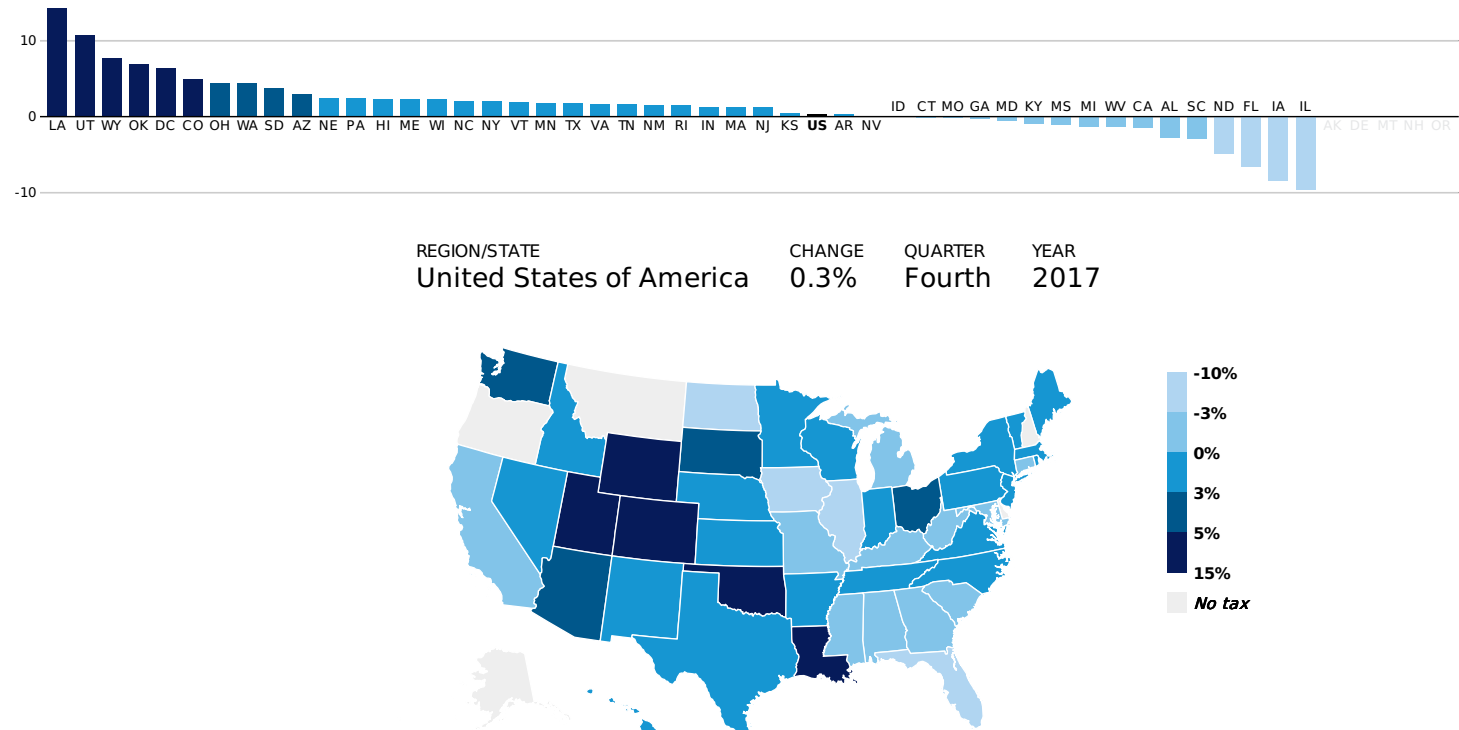 10
0
ID CT MO GA MD KY MS MI WV CA AL SC ND FL IA IL
LA UT WY OK DC CO OH WA SD AZ NE PA HI ME WI NC NY VT MN TX VA TN NM RI IN MA NJ KS US AR NV AK DE MT NH OR
-10
REGION/STATE CHANGE QUARTER YEAR
United States of America 0.3% Fourth 2017
-10%
-3%
0%
3%
5%
15%
No tax